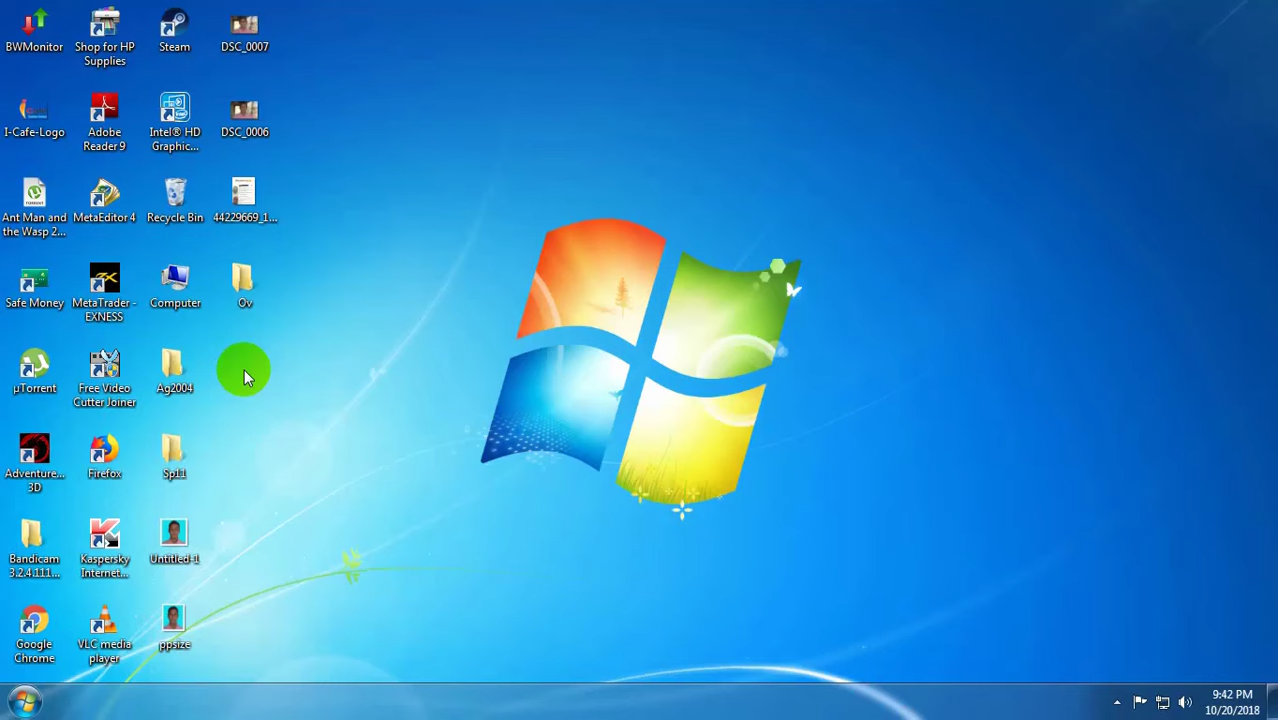 BWMonitor
Shop for HP
Supplies
Steam
DSC_0007
I-Cafe-Logo
Adobe
Reader 9
Intel® HD
Graphic...
DSC_0006
Ant Man and
the Wasp 2...
MetaEditor 4
Recycle Bin
44229669_1...
Safe Money
MetaTrader -
EXNESS
Computer
Ov
µTorrent
Free Video
Cutter Joiner
Ag2004
Adventure...
3D
Firefox
Sp11
Bandicam
3.2.4.111...
Kaspersky
Internet...
Untitled-1
Google
Chrome
VLC media
player
ppsize
9:42 PM
10/20/2018